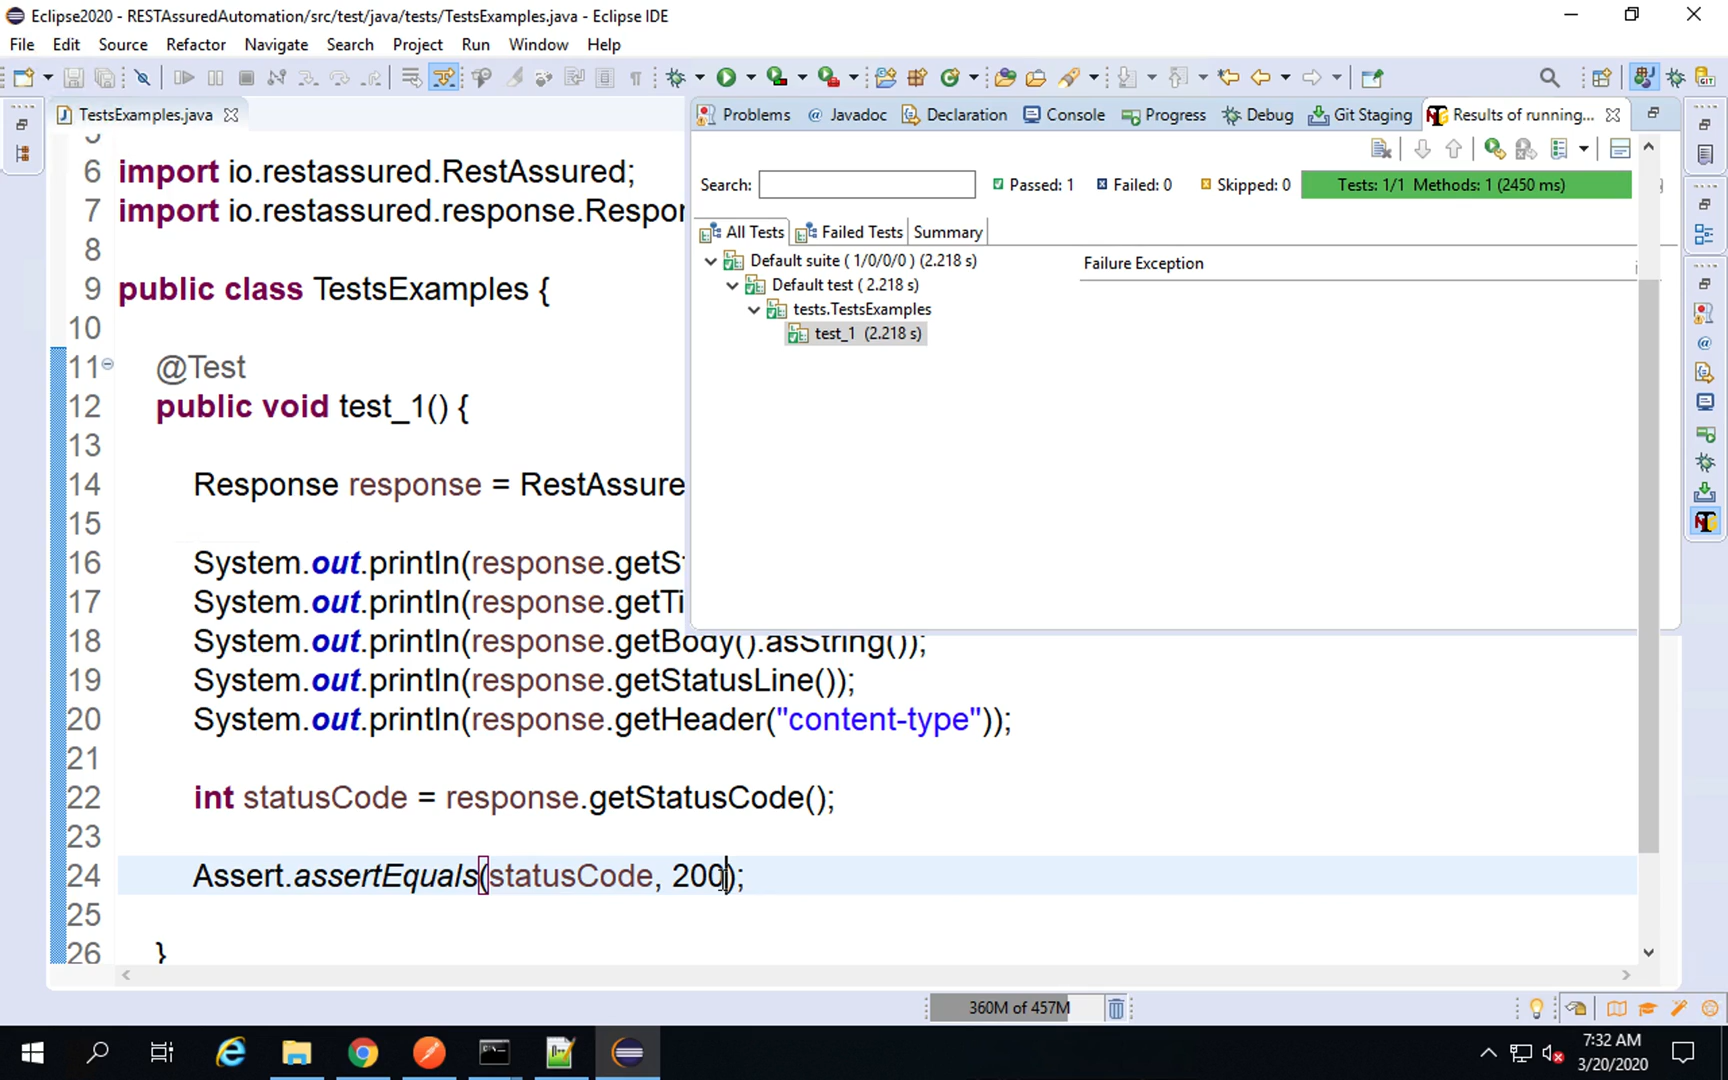 Eclipse2020 - RESTAssuredAutomation/src/test/java/tests/TestsExamples.java - Eclipse IDE
File Edit Source Refactor Navigate Search Project Run Window Help
TestsExamples.java
Problems @ Javadoc Declaration Console Progress Debug Git Staging Results of running...
Search: Passed: 1 Failed: 0 Skipped: 0 Tests: 1/1 Methods: 1 (2450 ms)
All Tests Failed Tests Summary
Default suite ( 1/0/0/0 ) (2.218 s)
Default test ( 2.218 s)
tests.TestsExamples
test_1 (2.218 s)
Failure Exception
6 import io.restassured.RestAssured;
7 import io.restassured.response.Respor
8
9 public class TestsExamples {
10
11 @Test
12 public void test_1() {
13
14 Response response = RestAssure
15
16 System.out.println(response.getSt
17 System.out.println(response.getTi
18 System.out.println(response.getBody().asString());
19 System.out.println(response.getStatusLine());
20 System.out.println(response.getHeader("content-type"));
21
22 int statusCode = response.getStatusCode();
23
24 Assert.assertEquals(statusCode, 200);
25
26 }
360M of 457M
7:32 AM
3/20/2020